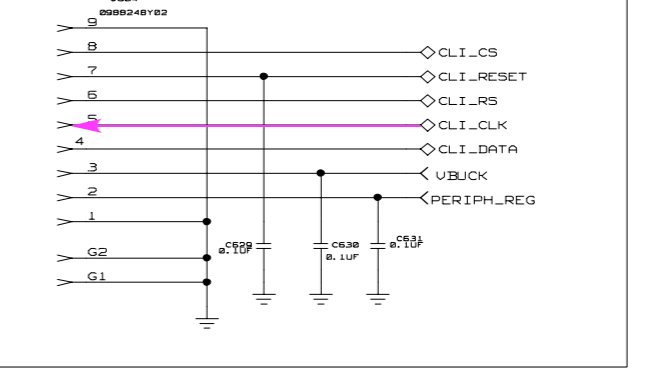 0988248Y02
9
8 CLI_CS
7 CLI_RESET
6 CLI_RS
5 CLI_CLK
4 CLI_DATA
3 VBUCK
2 PERIPH_REG
1
C629
0.1UF
C630
0.1UF
C631
0.1UF
G2
G1